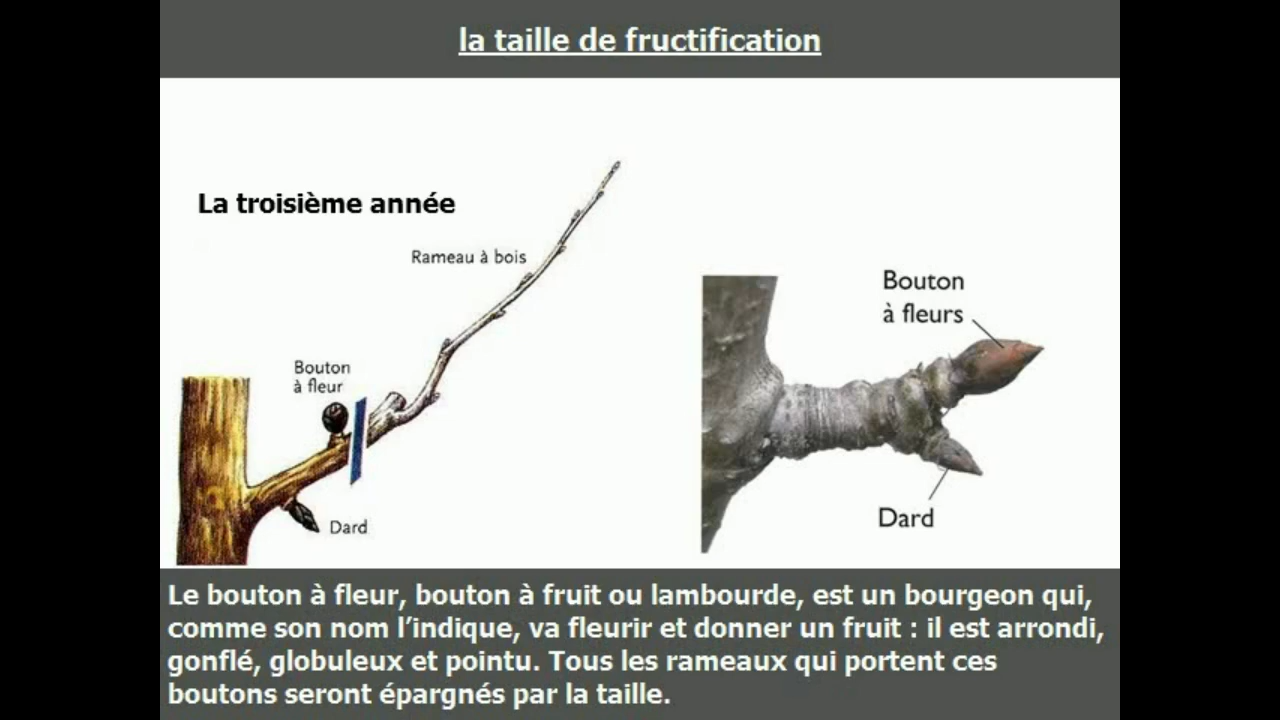 la taille de fructification
La troisième année
Rameau à bois
Bouton
à fleur
Dard
Bouton
à fleurs
Dard
Le bouton à fleur, bouton à fruit ou lambourde, est un bourgeon qui,
comme son nom l’indique, va fleurir et donner un fruit : il est arrondi,
gonflé, globuleux et pointu. Tous les rameaux qui portent ces
boutons seront épargnés par la taille.